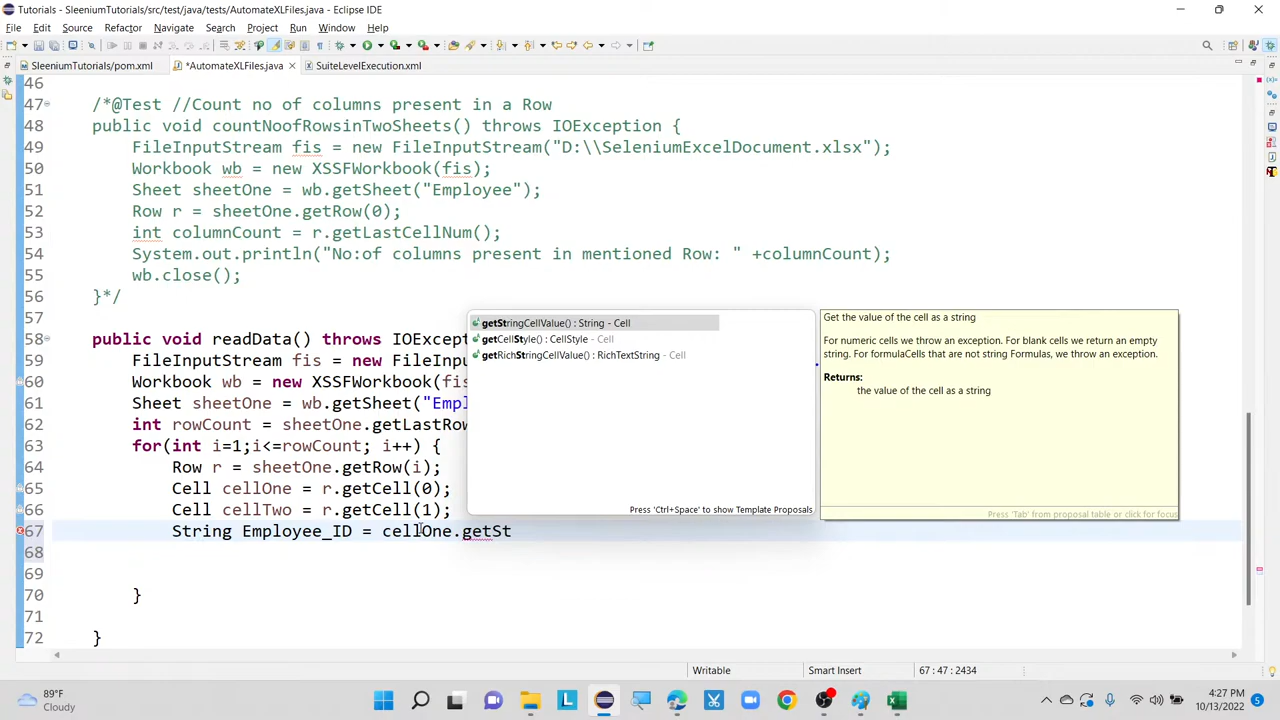 Tutorials - SleeniumTutorials/src/test/java/tests/AutomateXLFiles.java - Eclipse IDE
File Edit Source Refactor Navigate Search Project Run Window Help
SleeniumTutorials/pom.xml *AutomateXLFiles.java SuiteLevelExecution.xml
46
47 /*@Test //Count no of columns present in a Row
48 public void countNoofRowsinTwoSheets() throws IOException {
49 FileInputStream fis = new FileInputStream("D:\\SeleniumExcelDocument.xlsx");
50 Workbook wb = new XSSFWorkbook(fis);
51 Sheet sheetOne = wb.getSheet("Employee");
52 Row r = sheetOne.getRow(0);
53 int columnCount = r.getLastCellNum();
54 System.out.println("No:of columns present in mentioned Row: " +columnCount);
55 wb.close();
56 }*/
57
58 public void readData() throws IOExcep
59 FileInputStream fis = new FileInpu
60 Workbook wb = new XSSFWorkbook(fis
61 Sheet sheetOne = wb.getSheet("Empl
62 int rowCount = sheetOne.getLastRow
63 for(int i=1;i<=rowCount; i++) {
64 Row r = sheetOne.getRow(i);
65 Cell cellOne = r.getCell(0);
66 Cell cellTwo = r.getCell(1);
67 String Employee_ID = cellOne.getSt
68
69
70 }
71
72 }
getStringCellValue() : String - Cell
getCellStyle() : CellStyle - Cell
getRichStringCellValue() : RichTextString - Cell
Press 'Ctrl+Space' to show Template Proposals
Get the value of the cell as a string
For numeric cells we throw an exception. For blank cells we return an empty
string. For formulaCells that are not string Formulas, we throw an exception.
Returns:
the value of the cell as a string
Press 'Tab' from proposal table or click for focus
Writable Smart Insert 67 : 47 : 2434
89°F
Cloudy
4:27 PM
10/13/2022
5